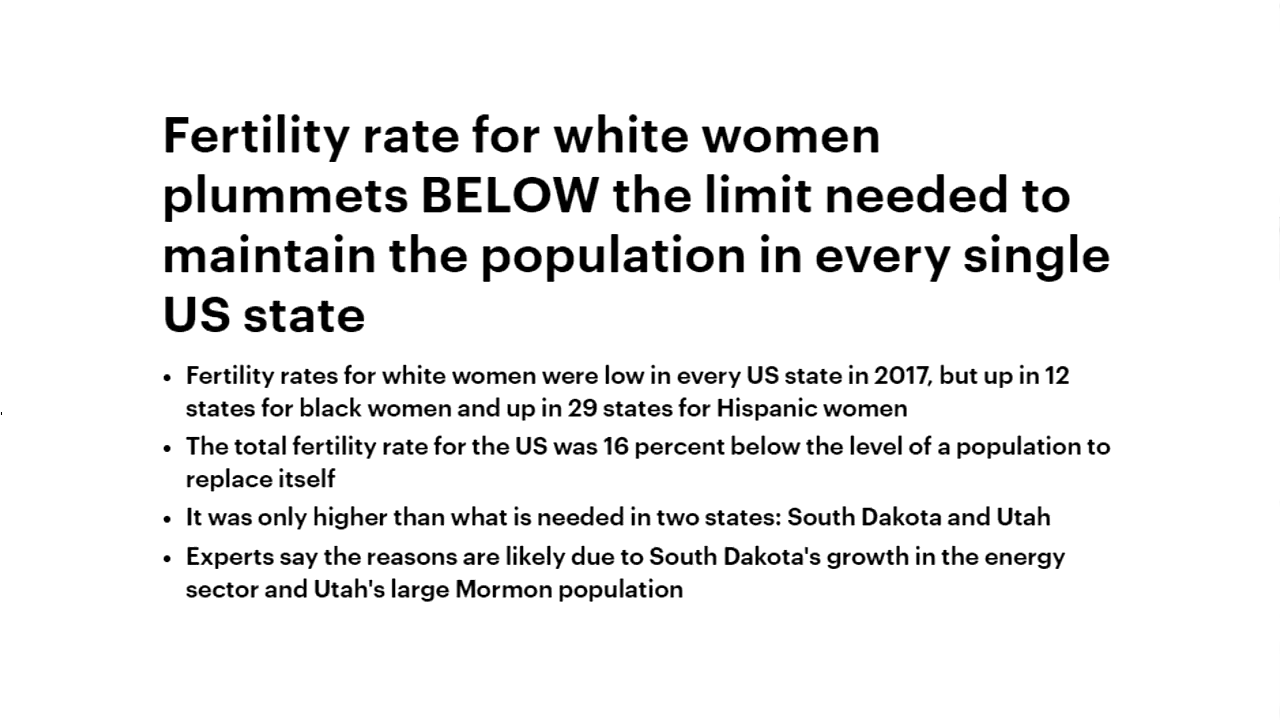 Fertility rate for white women
plummets BELOW the limit needed to
maintain the population in every single
US state
• Fertility rates for white women were low in every US state in 2017, but up in 12
states for black women and up in 29 states for Hispanic women
• The total fertility rate for the US was 16 percent below the level of a population to
replace itself
• It was only higher than what is needed in two states: South Dakota and Utah
• Experts say the reasons are likely due to South Dakota's growth in the energy
sector and Utah's large Mormon population